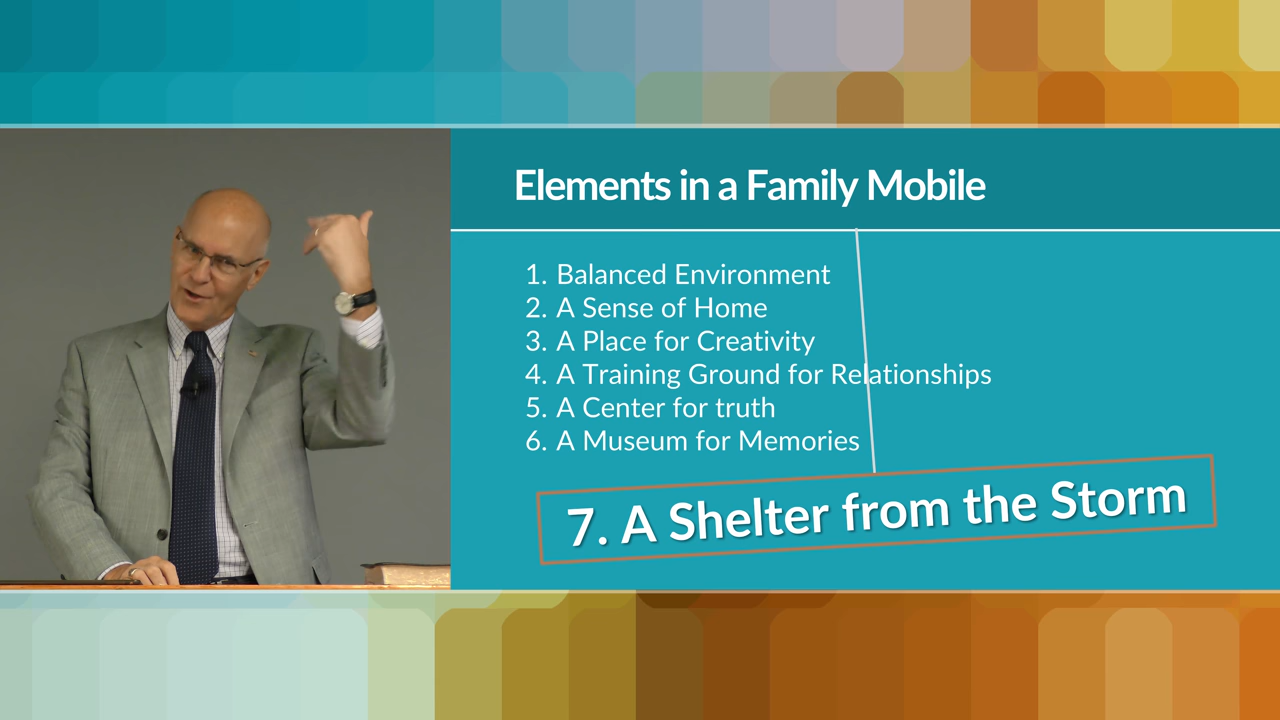 Elements in a Family Mobile
1. Balanced Environment
2. A Sense of Home
3. A Place for Creativity
4. A Training Ground for Relationships
5. A Center for truth
6. A Museum for Memories
7. A Shelter from the Storm